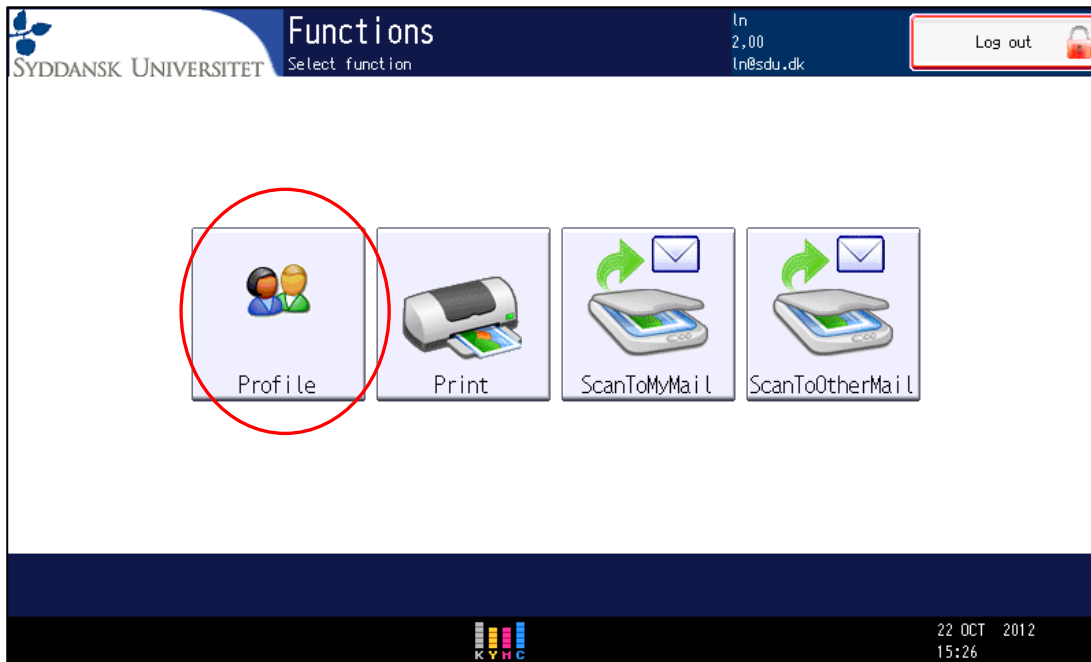 SYDDANSK UNIVERSITET
Functions
Select function
ln
2,00
ln@sdu.dk
Log out
Profile
Print
ScanToMyMail
ScanToOtherMail
K Y M C
22 OCT 2012
15:26